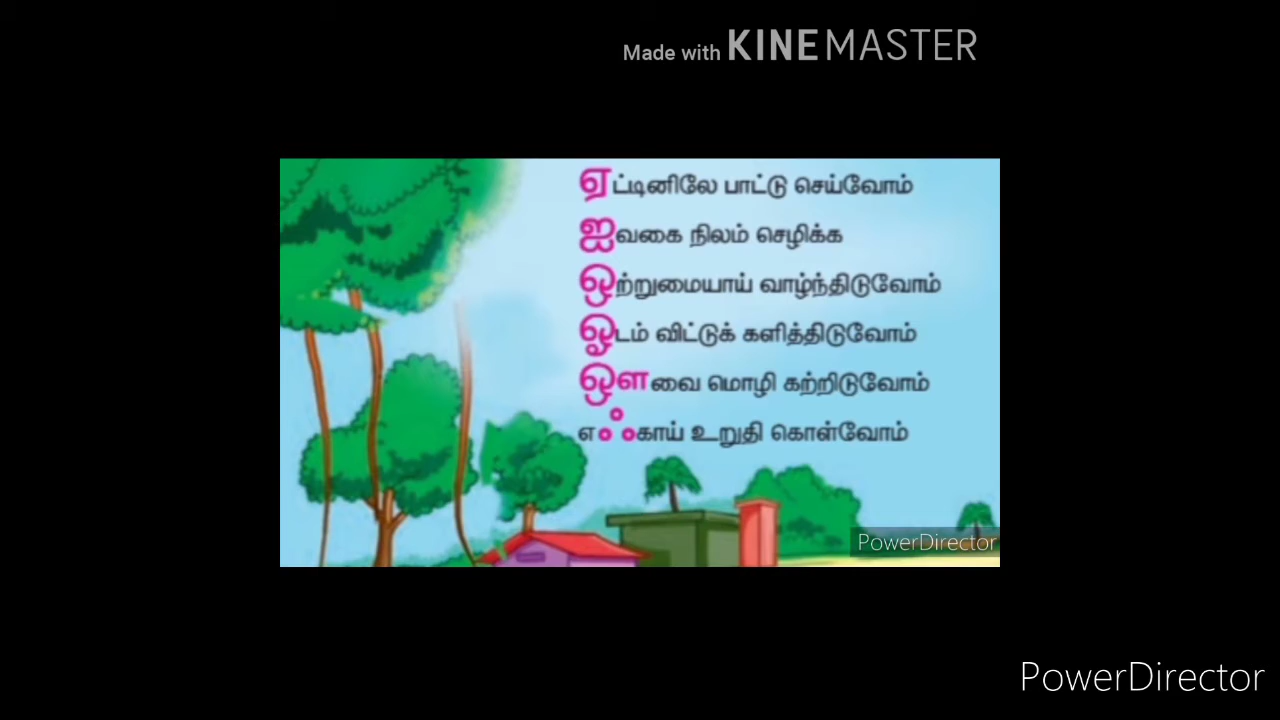 Made with KINEMASTER
ஏட்டினிலே பாட்டு செய்வோம்
ஐவகை நிலம் செழிக்க
ஒற்றுமையாய் வாழ்ந்திடுவோம்
ஓடம் விட்டுக் களித்திடுவோம்
ஔவை மொழி கற்றிடுவோம்
எஃகாய் உறுதி கொள்வோம்
PowerDirector
PowerDirector